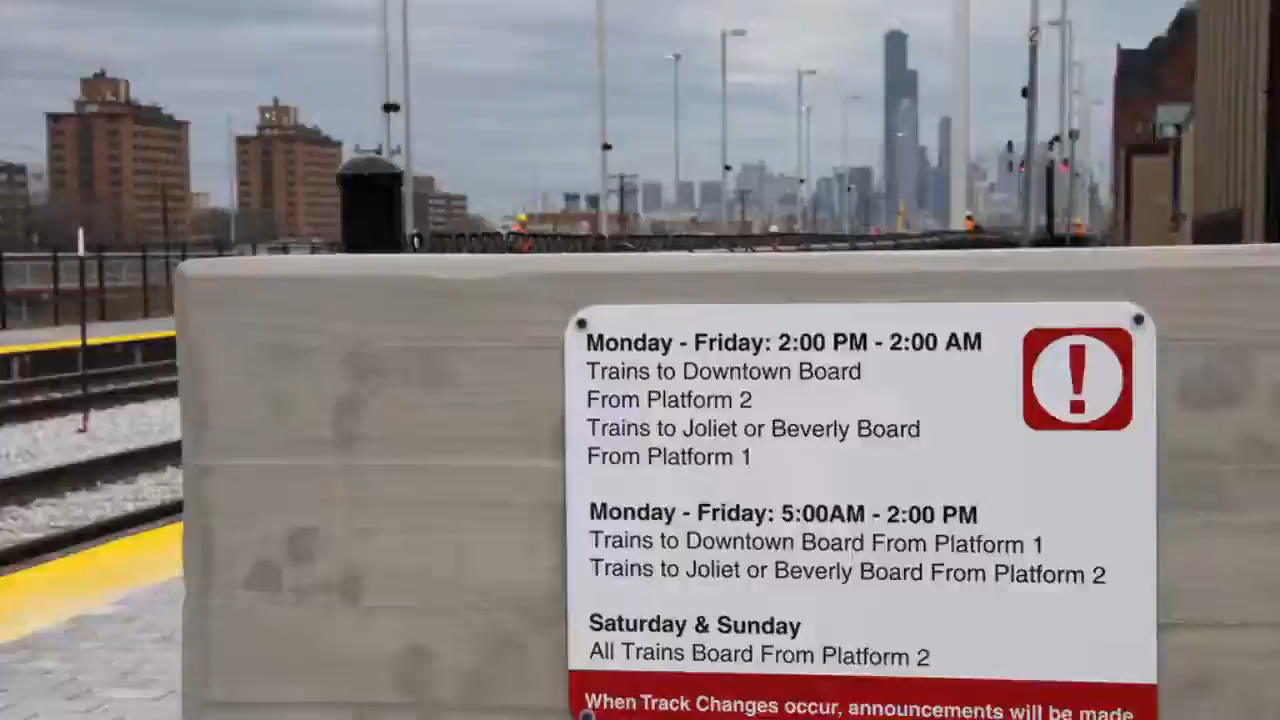 Monday - Friday: 2:00 PM - 2:00 AM
Trains to Downtown Board
From Platform 2
Trains to Joliet or Beverly Board
From Platform 1
Monday - Friday: 5:00AM - 2:00 PM
Trains to Downtown Board From Platform 1
Trains to Joliet or Beverly Board From Platform 2
Saturday & Sunday
All Trains Board From Platform 2
When Track Changes occur, announcements will be made
!
2